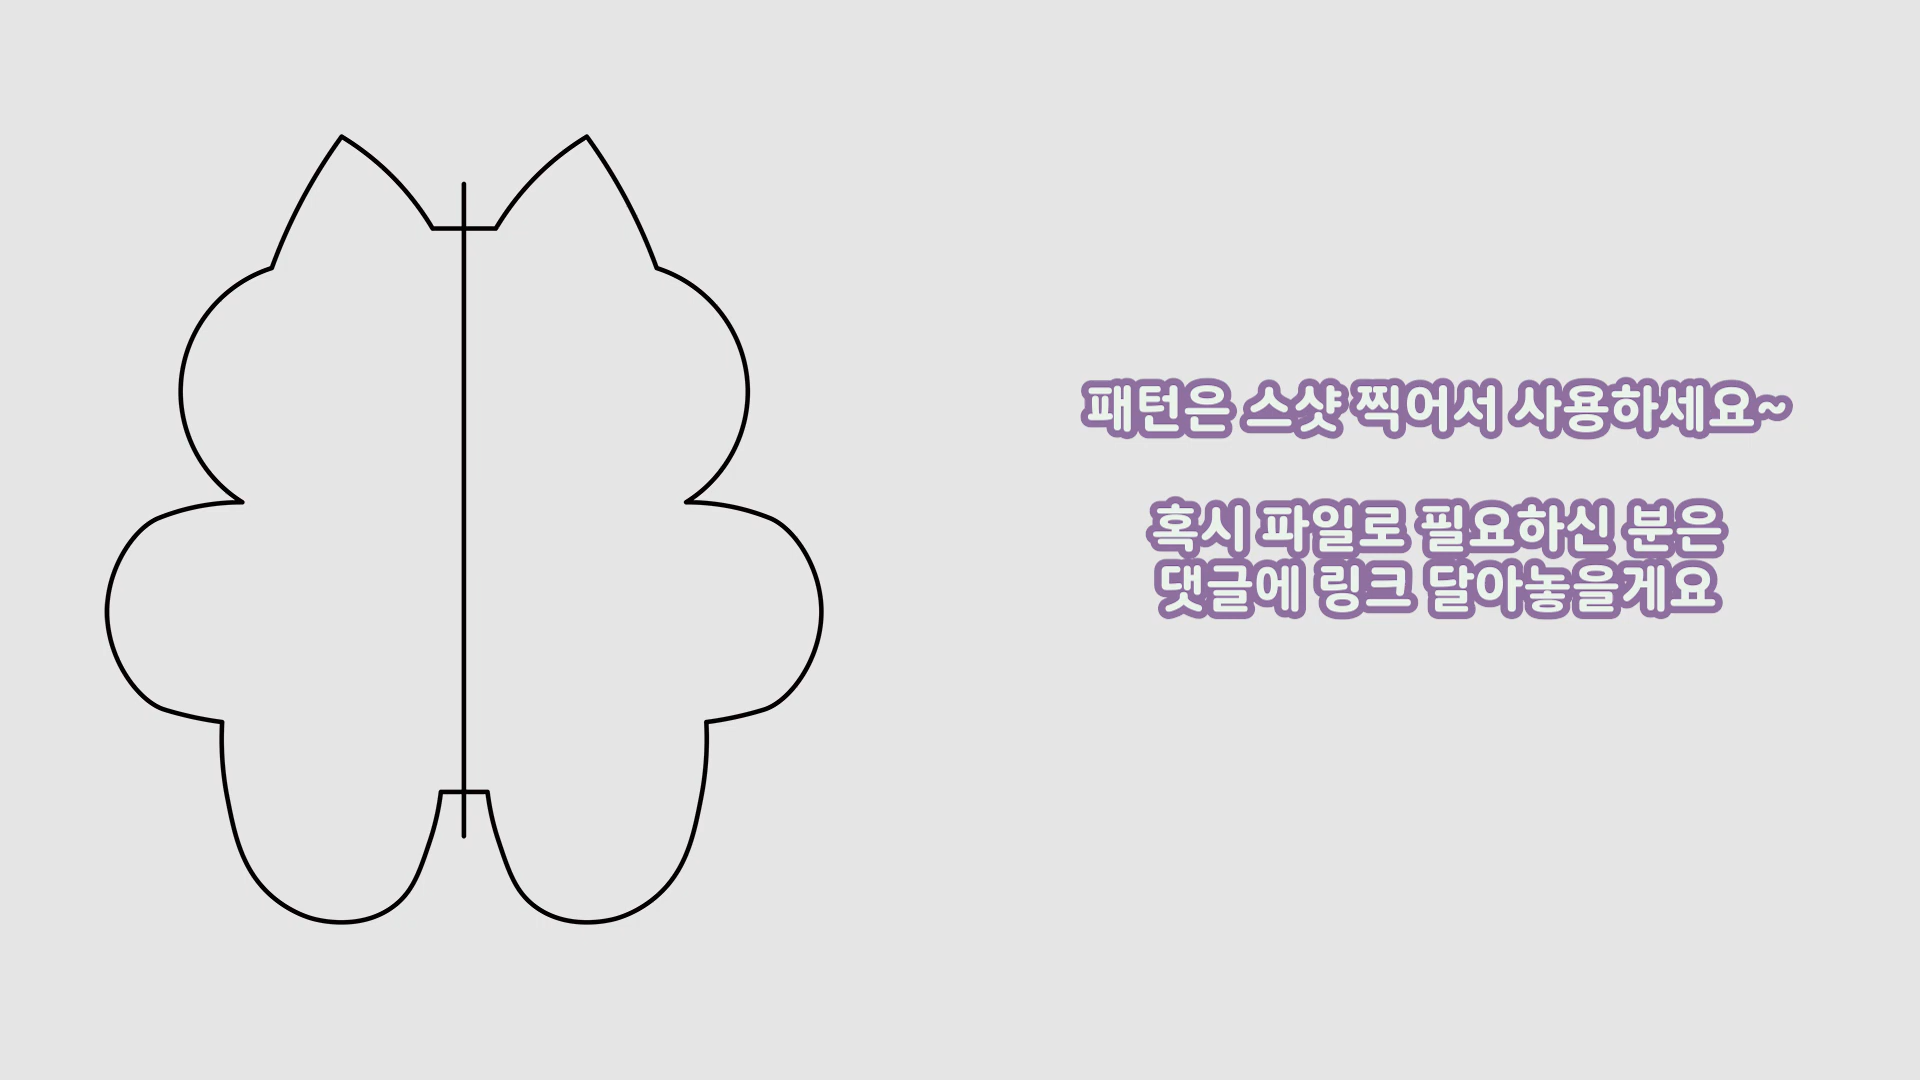 패턴은 스샷 찍어서 사용하세요~
혹시 파일로 필요하신 분은
댓글에 링크 달아놓을게요